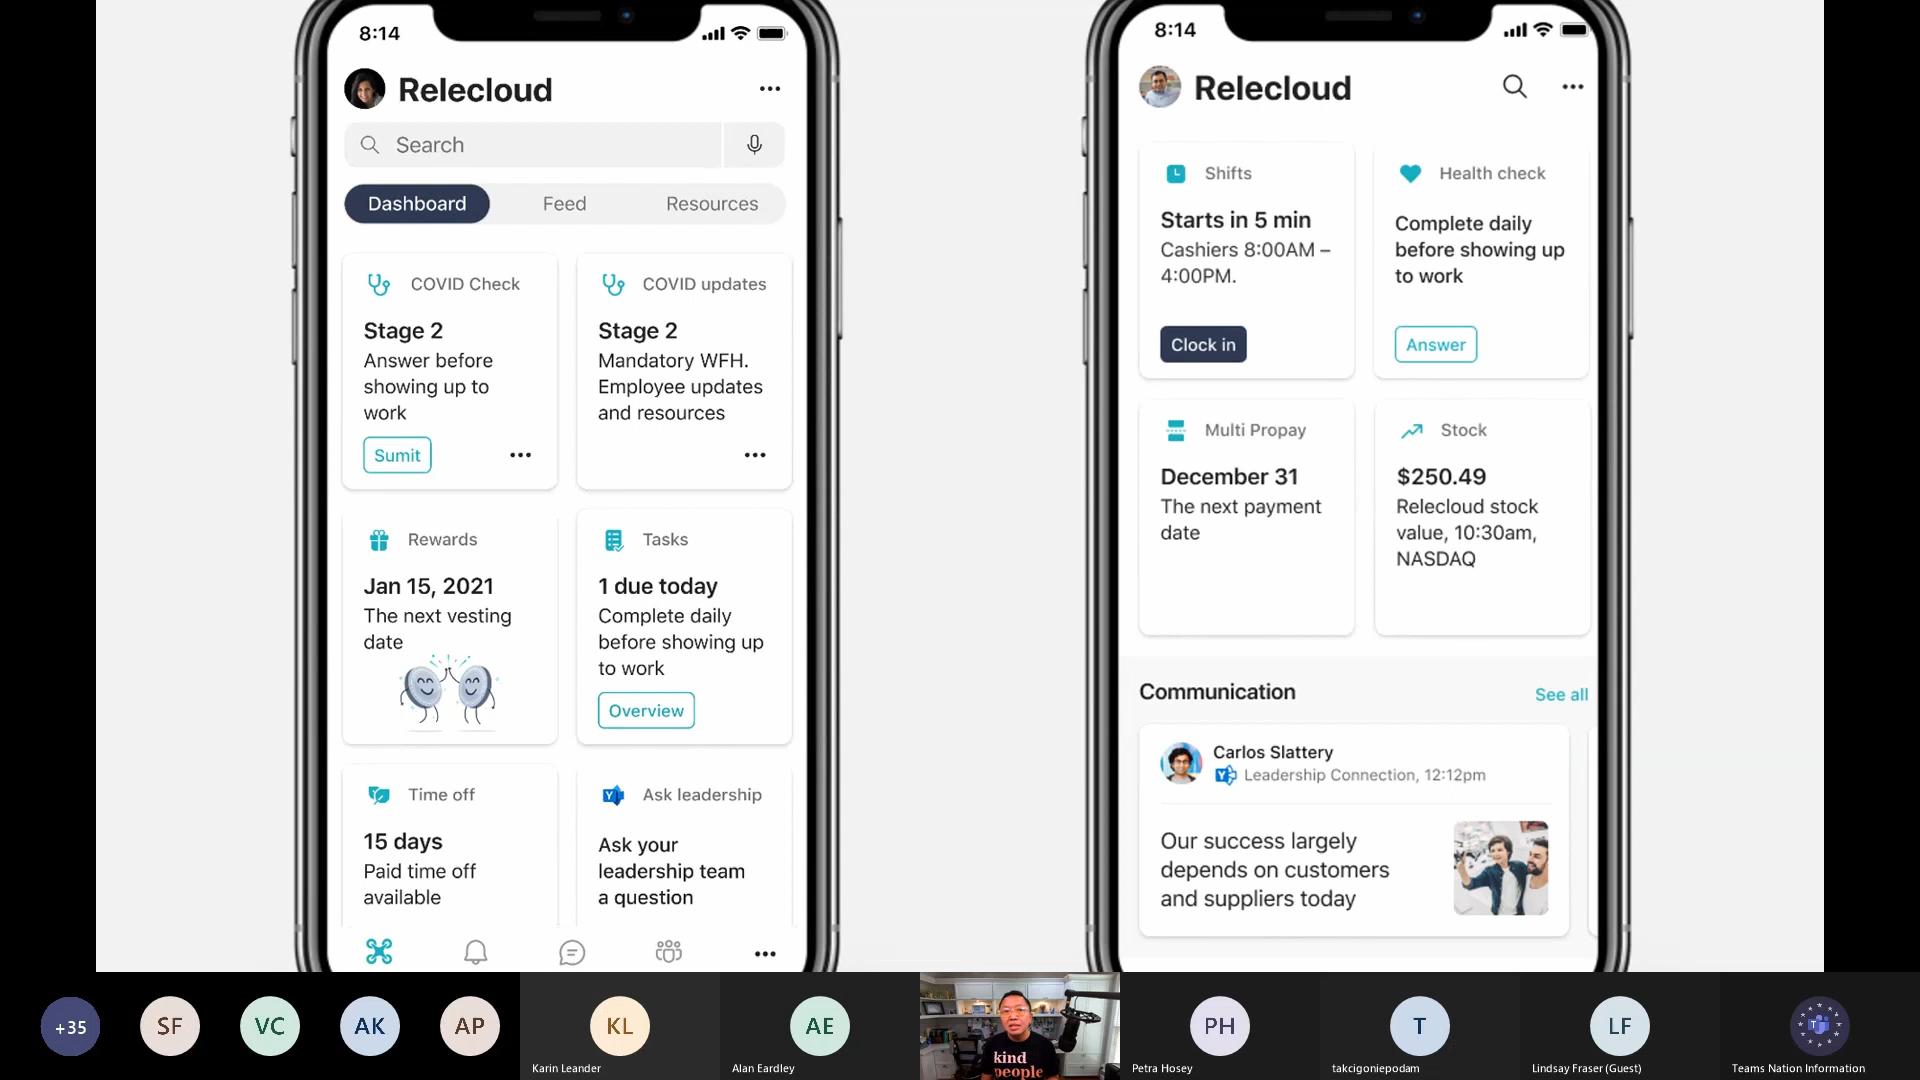 8:14
Relecloud
Search
Dashboard
Feed
Resources
COVID Check
Stage 2
Answer before
showing up to
work
Sumit
COVID updates
Stage 2
Mandatory WFH.
Employee updates
and resources
Rewards
Jan 15, 2021
The next vesting
date
Tasks
1 due today
Complete daily
before showing up
to work
Overview
Time off
15 days
Paid time off
available
Ask leadership
Ask your
leadership team
a question
8:14
Relecloud
Shifts
Starts in 5 min
Cashiers 8:00AM –
4:00PM.
Clock in
Health check
Complete daily
before showing up
to work
Answer
Multi Propay
December 31
The next payment
date
Stock
$250.49
Relecloud stock
value, 10:30am,
NASDAQ
Communication
See all
Carlos Slattery
Leadership Connection, 12:12pm
Our success largely
depends on customers
and suppliers today
+35
SF
VC
AK
AP
KL
Karin Leander
AE
Alan Eardley
kind
people
PH
Petra Hosey
T
takcigoniepodam
LF
Lindsay Fraser (Guest)
T
Teams Nation Information